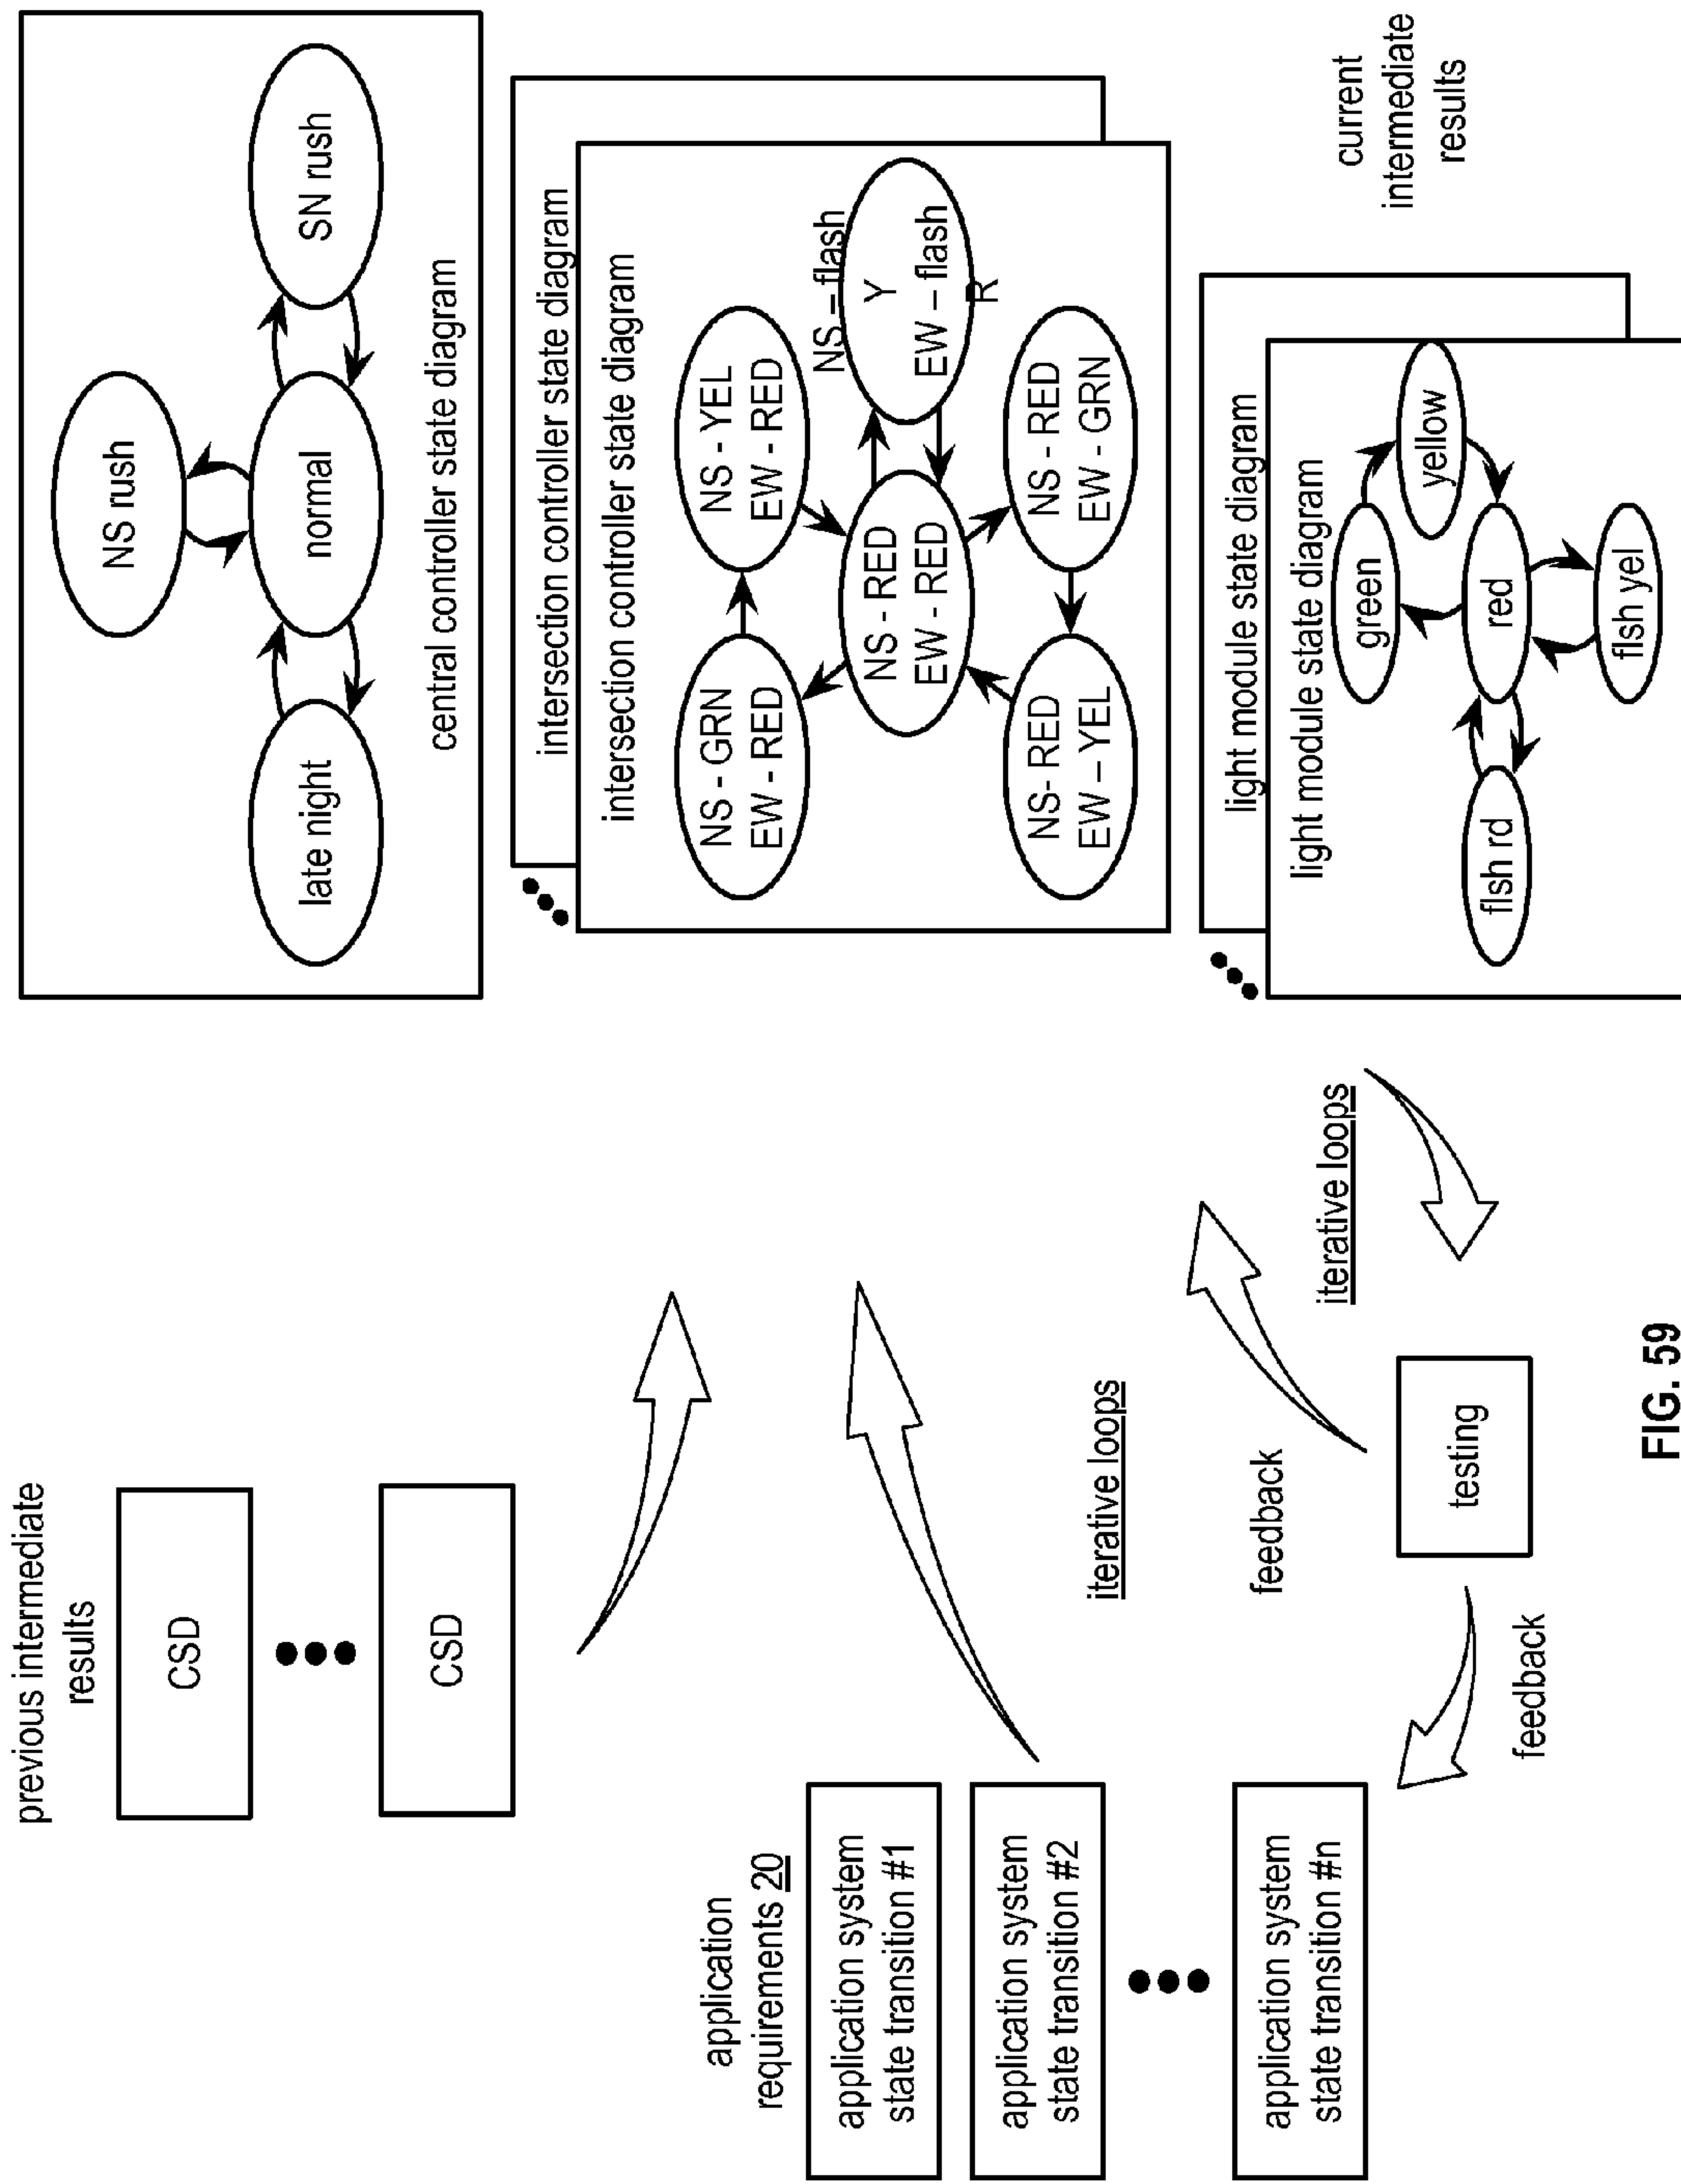 previous intermediate
results
CSD
CSD
application
requirements 20
application system
state transition #1
application system
state transition #2
application system
state transition #n
iterative loops
feedback
testing
feedback
iterative loops
NS rush
late night
normal
SN rush
central controller state diagram
intersection controller state diagram
intersection controller state diagram
NS - GRN
EW - RED
NS - YEL
EW - RED
NS - RED
EW - RED
NS – flash
Y
EW – flash
R
NS- RED
EW – YEL
NS - RED
EW - GRN
light module state diagram
light module state diagram
green
yellow
flsh rd
red
flsh yel
current
intermediate
results
FIG. 59